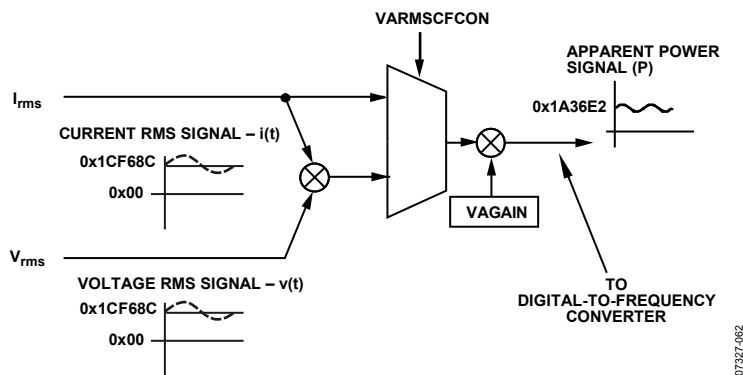 VARMSCFCON
APPARENT POWER
SIGNAL (P)
0x1A36E2
Irms
CURRENT RMS SIGNAL – i(t)
0x1CF68C
0x00
VAGAIN
Vrms
VOLTAGE RMS SIGNAL – v(t)
0x1CF68C
0x00
TO
DIGITAL-TO-FREQUENCY
CONVERTER
07327-062